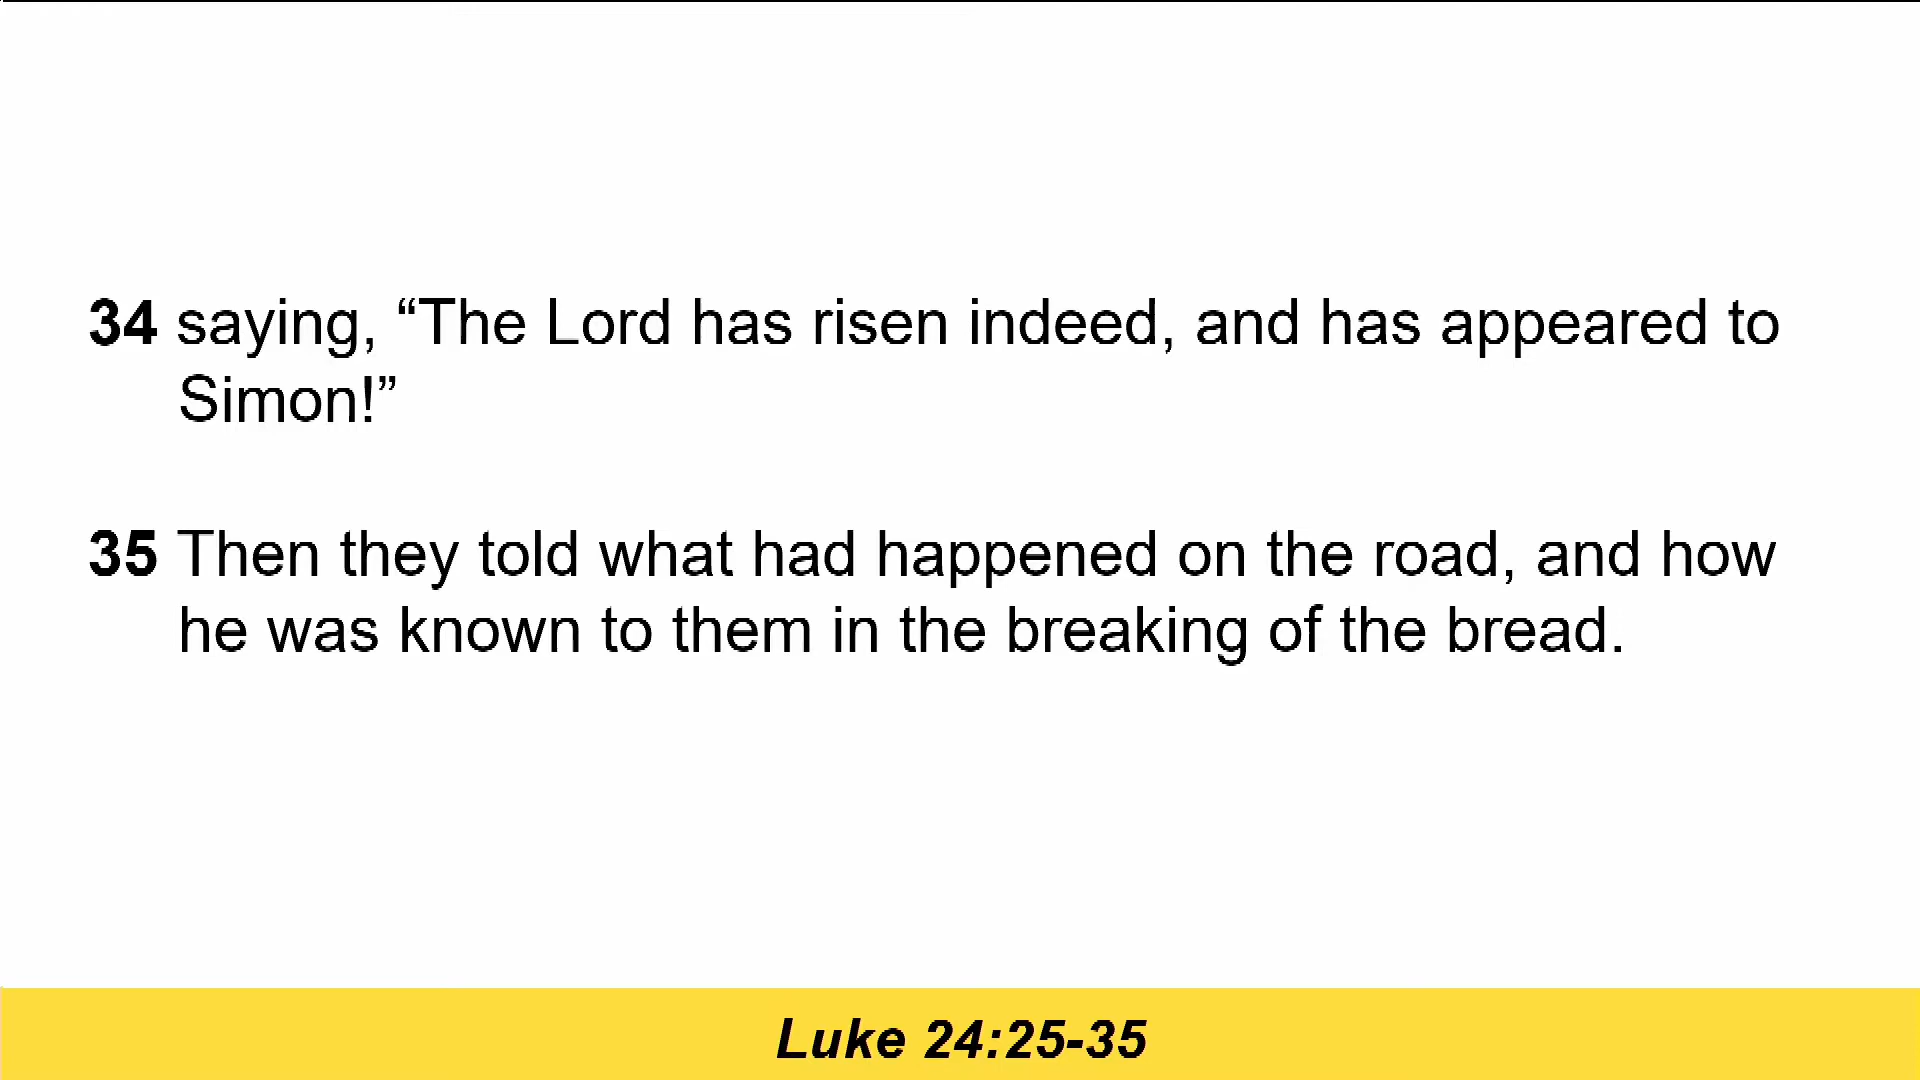 34 saying, “The Lord has risen indeed, and has appeared to
Simon!”
35 Then they told what had happened on the road, and how
he was known to them in the breaking of the bread.
Luke 24:25-35